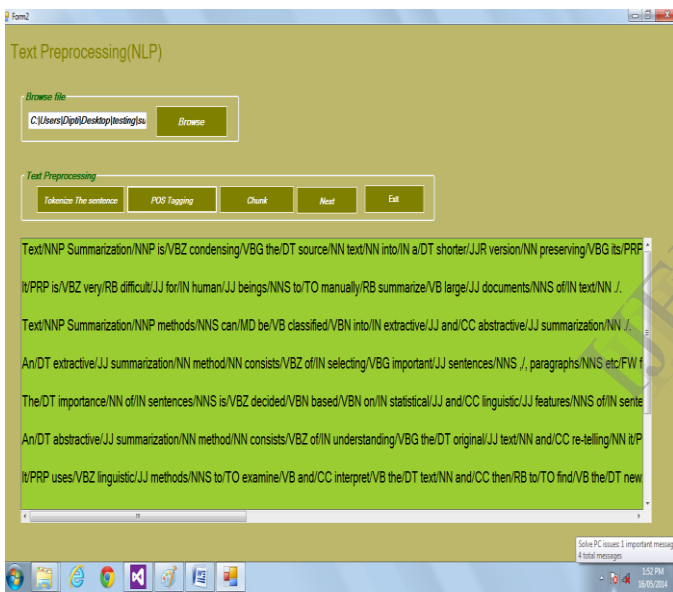 Form2
Text Preprocessing(NLP)
Browse file
C:\Users\Dipti\Desktop\testing\su
Browse
Text Preprocessing
Tokenize The sentence POS Tagging Chunk Next Exit
Text/NNP Summarization/NNP is/VBZ condensing/VBG the/DT source/NN text/NN into/IN a/DT shorter/JJR version/NN preserving/VBG its/PRP
It/PRP is/VBZ very/RB difficult/JJ for/IN human/JJ beings/NNS to/TO manually/RB summarize/VB large/JJ documents/NNS of/IN text/NN ./.
Text/NNP Summarization/NNP methods/NNS can/MD be/VB classified/VBN into/IN extractive/JJ and/CC abstractive/JJ summarization/NN ./.
An/DT extractive/JJ summarization/NN method/NN consists/VBZ of/IN selecting/VBG important/JJ sentences/NNS ,/, paragraphs/NNS etc/FW f
The/DT importance/NN of/IN sentences/NNS is/VBZ decided/VBN based/VBN on/IN statistical/JJ and/CC linguistic/JJ features/NNS of/IN sente
An/DT abstractive/JJ summarization/NN method/NN consists/VBZ of/IN understanding/VBG the/DT original/JJ text/NN and/CC re-telling/NN it/P
It/PRP uses/VBZ linguistic/JJ methods/NNS to/TO examine/VB and/CC interpret/VB the/DT text/NN and/CC then/RB to/TO find/VB the/DT new
Solve PC issues: 1 important messag
4 total messages
1:52 PM
16/05/2014